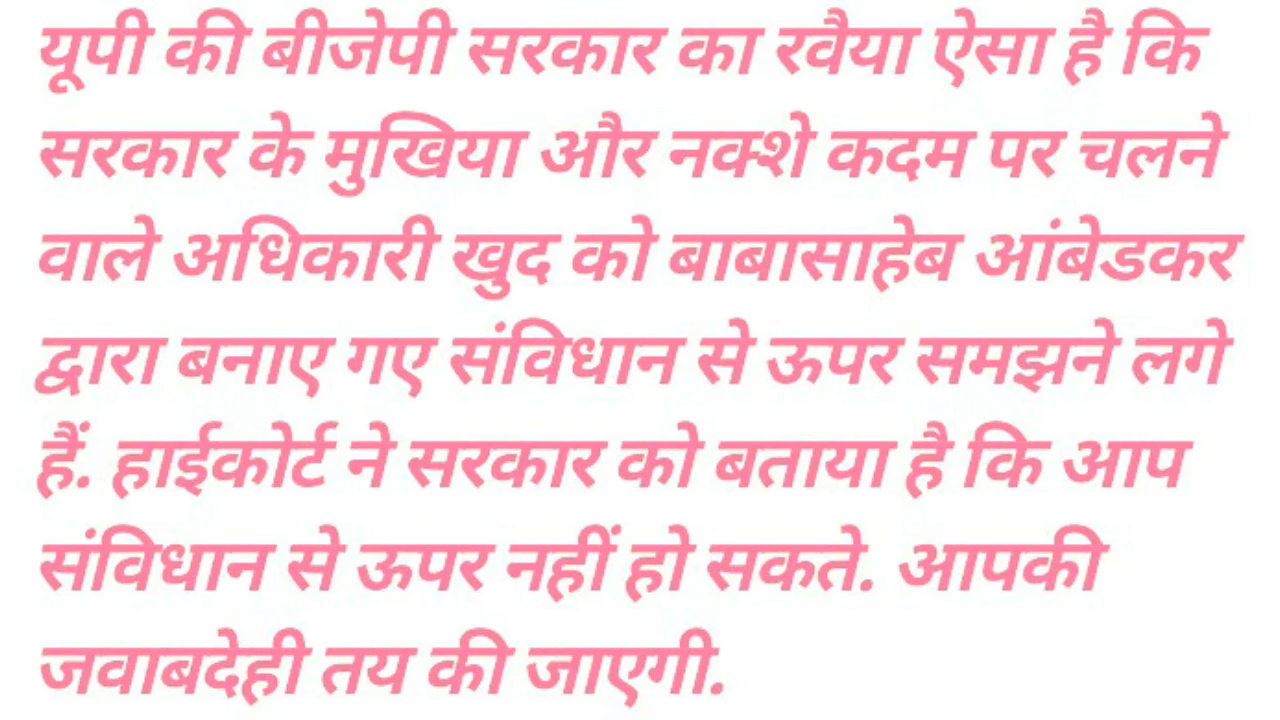 यूपी की बीजेपी सरकार का रवैया ऐसा है कि
सरकार के मुखिया और नक्शे कदम पर चलने
वाले अधिकारी खुद को बाबासाहेब आंबेडकर
द्वारा बनाए गए संविधान से ऊपर समझने लगे
हैं. हाईकोर्ट ने सरकार को बताया है कि आप
संविधान से ऊपर नहीं हो सकते. आपकी
जवाबदेही तय की जाएगी.